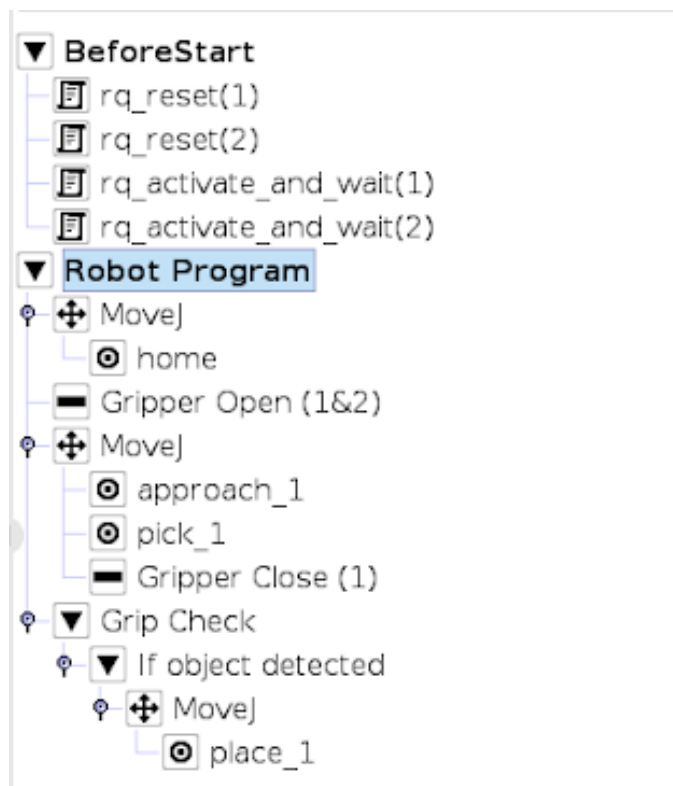 BeforeStart
rq_reset(1)
rq_reset(2)
rq_activate_and_wait(1)
rq_activate_and_wait(2)
Robot Program
MoveJ
home
Gripper Open (1&2)
MoveJ
approach_1
pick_1
Gripper Close (1)
Grip Check
If object detected
MoveJ
place_1